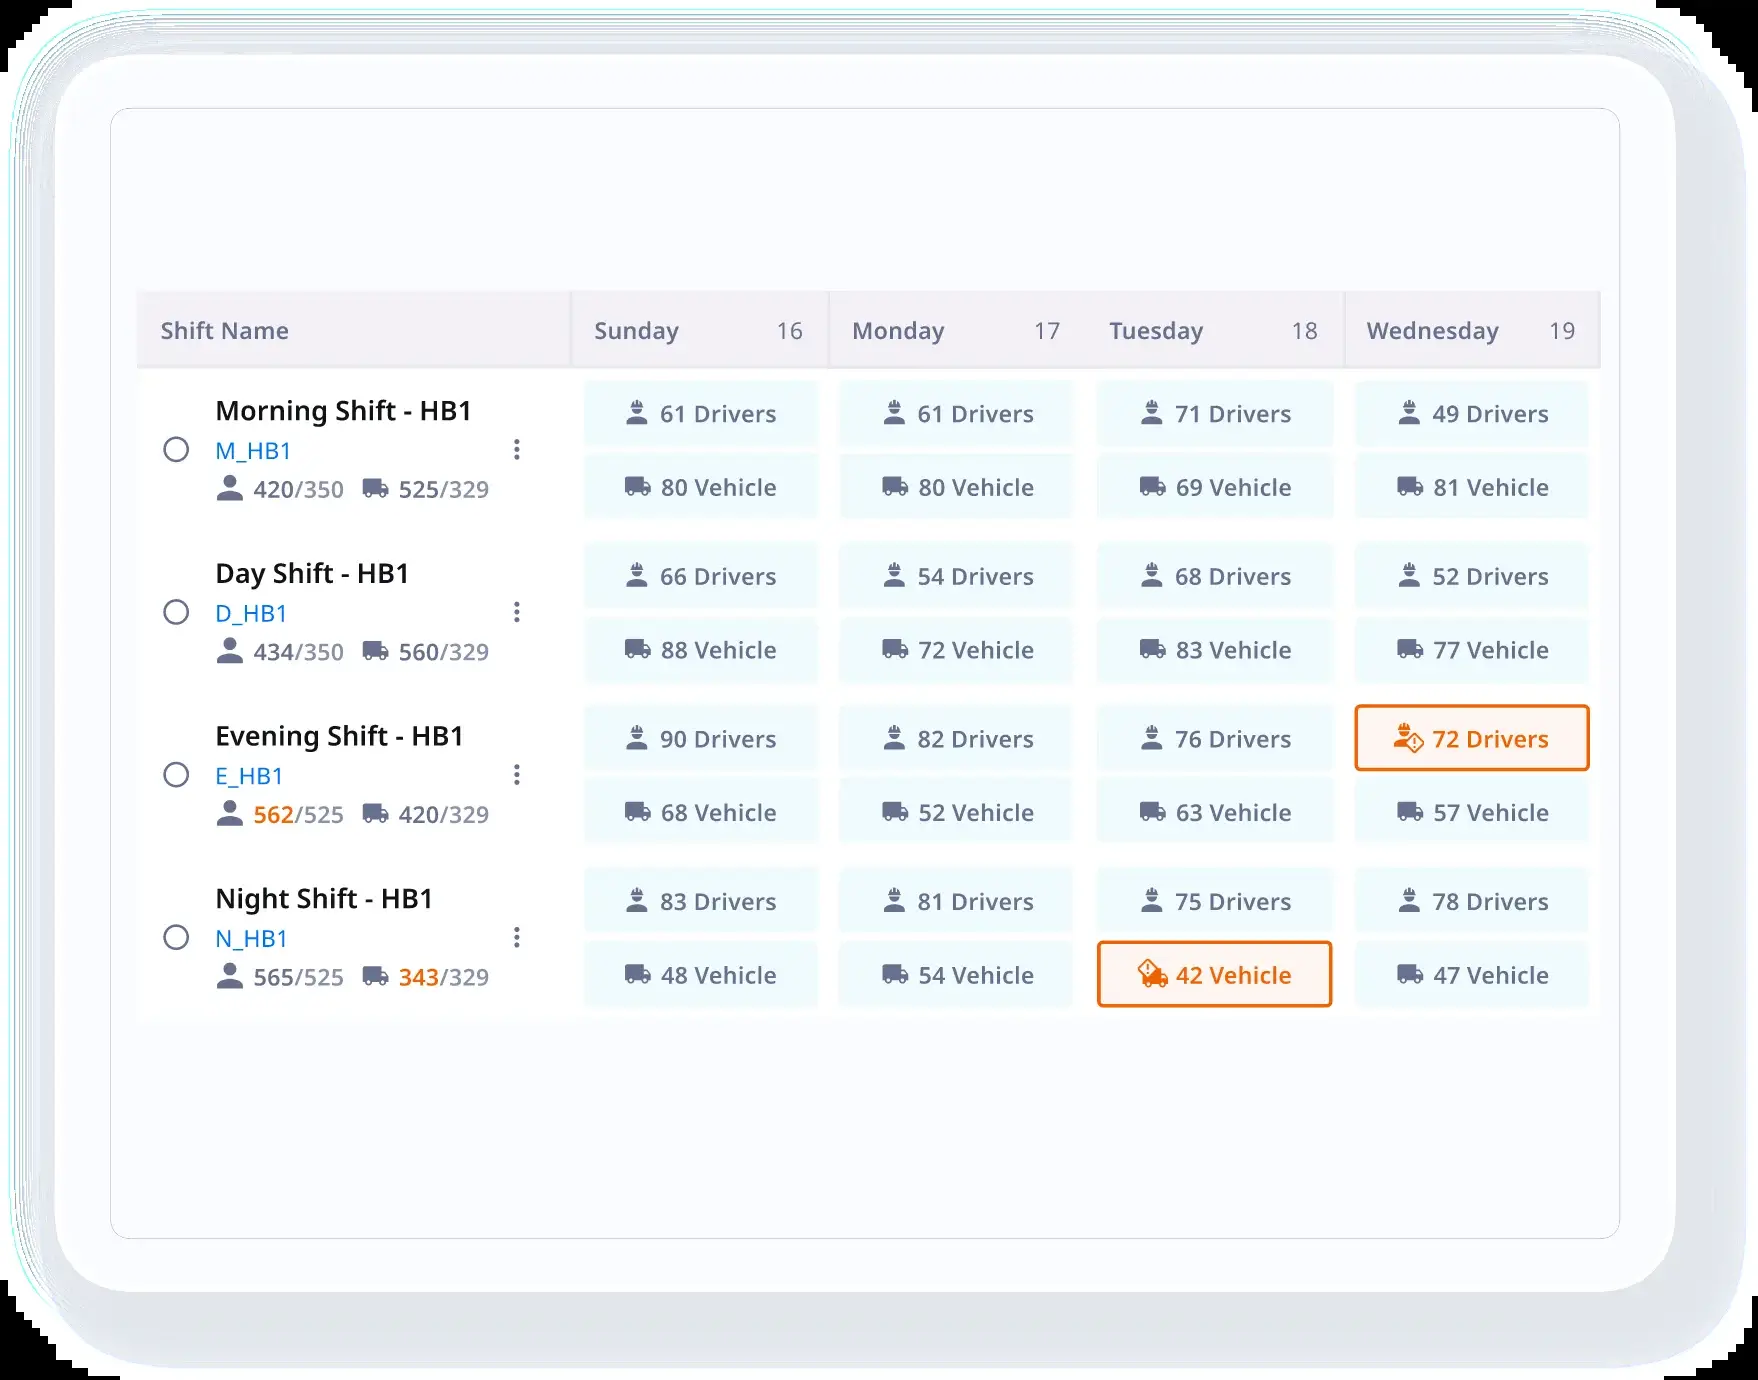 Shift Name Sunday 16 Monday 17 Tuesday 18 Wednesday 19
Morning Shift - HB1
M_HB1
420/350 525/329
61 Drivers 61 Drivers 71 Drivers 49 Drivers
80 Vehicle 80 Vehicle 69 Vehicle 81 Vehicle
Day Shift - HB1
D_HB1
434/350 560/329
66 Drivers 54 Drivers 68 Drivers 52 Drivers
88 Vehicle 72 Vehicle 83 Vehicle 77 Vehicle
Evening Shift - HB1
E_HB1
562/525 420/329
90 Drivers 82 Drivers 76 Drivers 72 Drivers
68 Vehicle 52 Vehicle 63 Vehicle 57 Vehicle
Night Shift - HB1
N_HB1
565/525 343/329
83 Drivers 81 Drivers 75 Drivers 78 Drivers
48 Vehicle 54 Vehicle 42 Vehicle 47 Vehicle